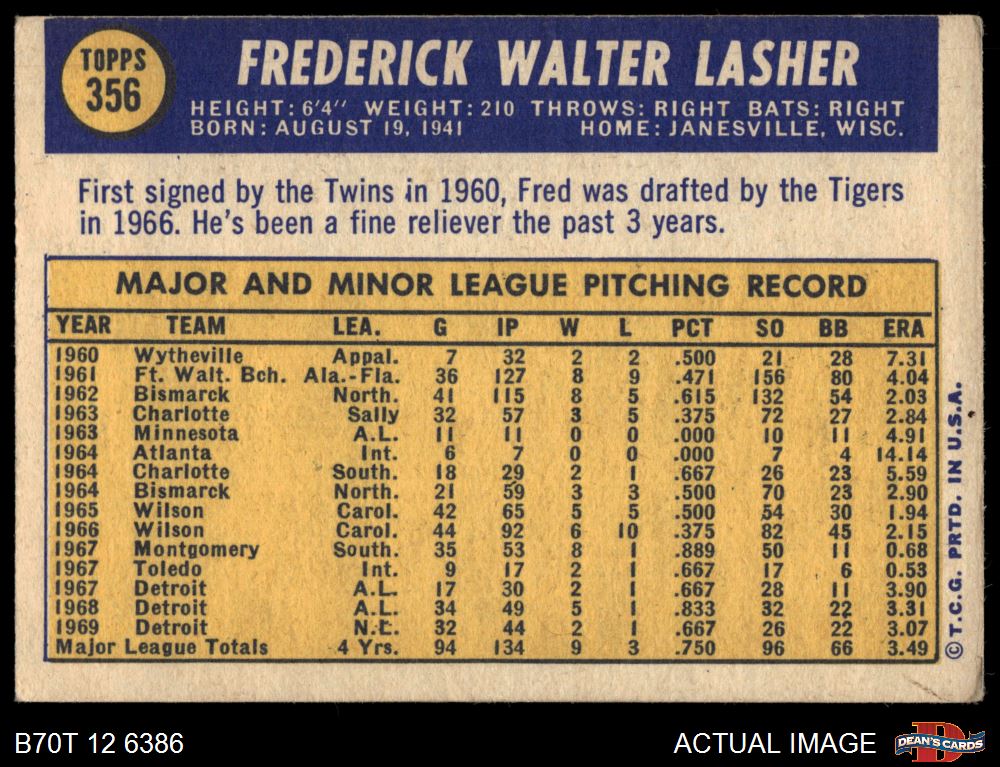 TOPPS
356
FREDERICK WALTER LASHER
HEIGHT: 6'4" WEIGHT: 210 THROWS: RIGHT BATS: RIGHT
BORN: AUGUST 19, 1941 HOME: JANESVILLE, WISC.
First signed by the Twins in 1960, Fred was drafted by the Tigers
in 1966. He's been a fine reliever the past 3 years.
MAJOR AND MINOR LEAGUE PITCHING RECORD
YEAR TEAM LEA. G IP W L PCT SO BB ERA
1960 Wytheville Appal. 7 32 2 2 .500 21 28 7.31
1961 Ft. Walt. Bch. Ala.-Fla. 36 127 8 9 .471 156 80 4.04
1962 Bismarck North. 41 115 8 5 .615 132 54 2.03
1963 Charlotte Sally 32 57 3 5 .375 72 27 2.84
1963 Minnesota A.L. 11 11 0 0 .000 10 11 4.91
1964 Atlanta Int. 6 7 0 0 .000 7 4 14.14
1964 Charlotte South. 18 29 2 1 .667 26 23 5.59
1964 Bismarck North. 21 59 3 3 .500 70 23 2.90
1965 Wilson Carol. 42 65 5 5 .500 54 30 1.94
1966 Wilson Carol. 44 92 6 10 .375 82 45 2.15
1967 Montgomery South. 35 53 8 1 .889 50 11 0.68
1967 Toledo Int. 9 17 2 1 .667 17 6 0.53
1967 Detroit A.L. 17 30 2 1 .667 28 11 3.90
1968 Detroit A.L. 34 49 5 1 .833 32 22 3.31
1969 Detroit N.L. 32 44 2 1 .667 26 22 3.07
Major League Totals 4 Yrs. 94 134 9 3 .750 96 66 3.49
© T.C.G. PRTD. IN U.S.A.
B70T 12 6386
ACTUAL IMAGE
D
DEAN'S CARDS